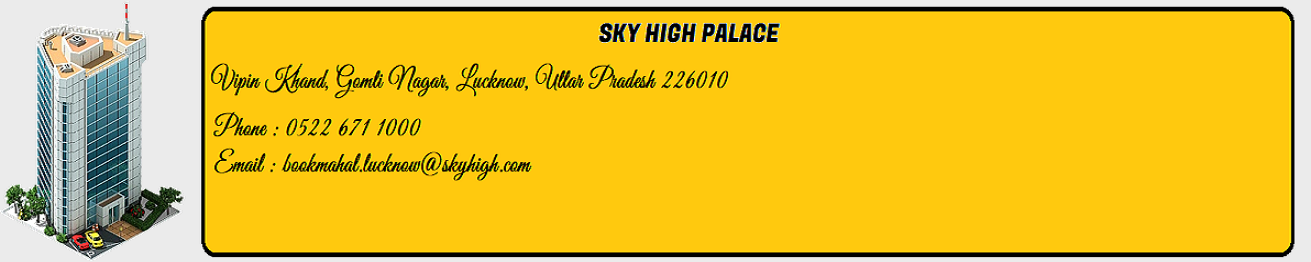 SKY HIGH PALACE
Vipin Khand, Gomti Nagar, Lucknow, Uttar Pradesh 226010
Phone : 0522 671 1000
Email : bookmahal.lucknow@skyhigh.com